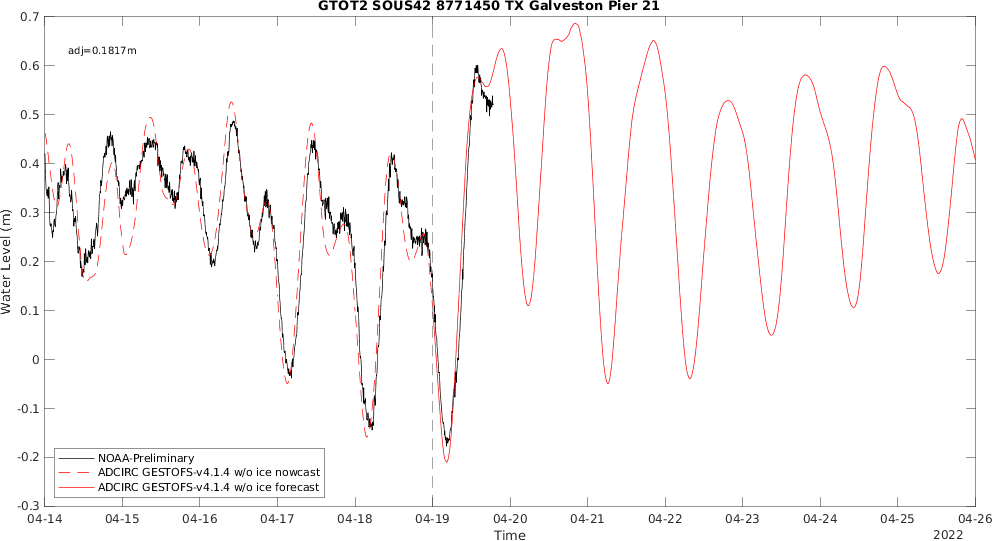 GTOT2 SOUS42 8771450 TX Galveston Pier 21
0.7
adj=0.1817m
0.6
0.5
0.4
0.3
0.2
0.1
0
-0.1
-0.2
-0.3
Water Level (m)
NOAA-Preliminary
ADCIRC GESTOFS-v4.1.4 w/o ice nowcast
ADCIRC GESTOFS-v4.1.4 w/o ice forecast
04-14 04-15 04-16 04-17 04-18 04-19 04-20 04-21 04-22 04-23 04-24 04-25 04-26
Time
2022